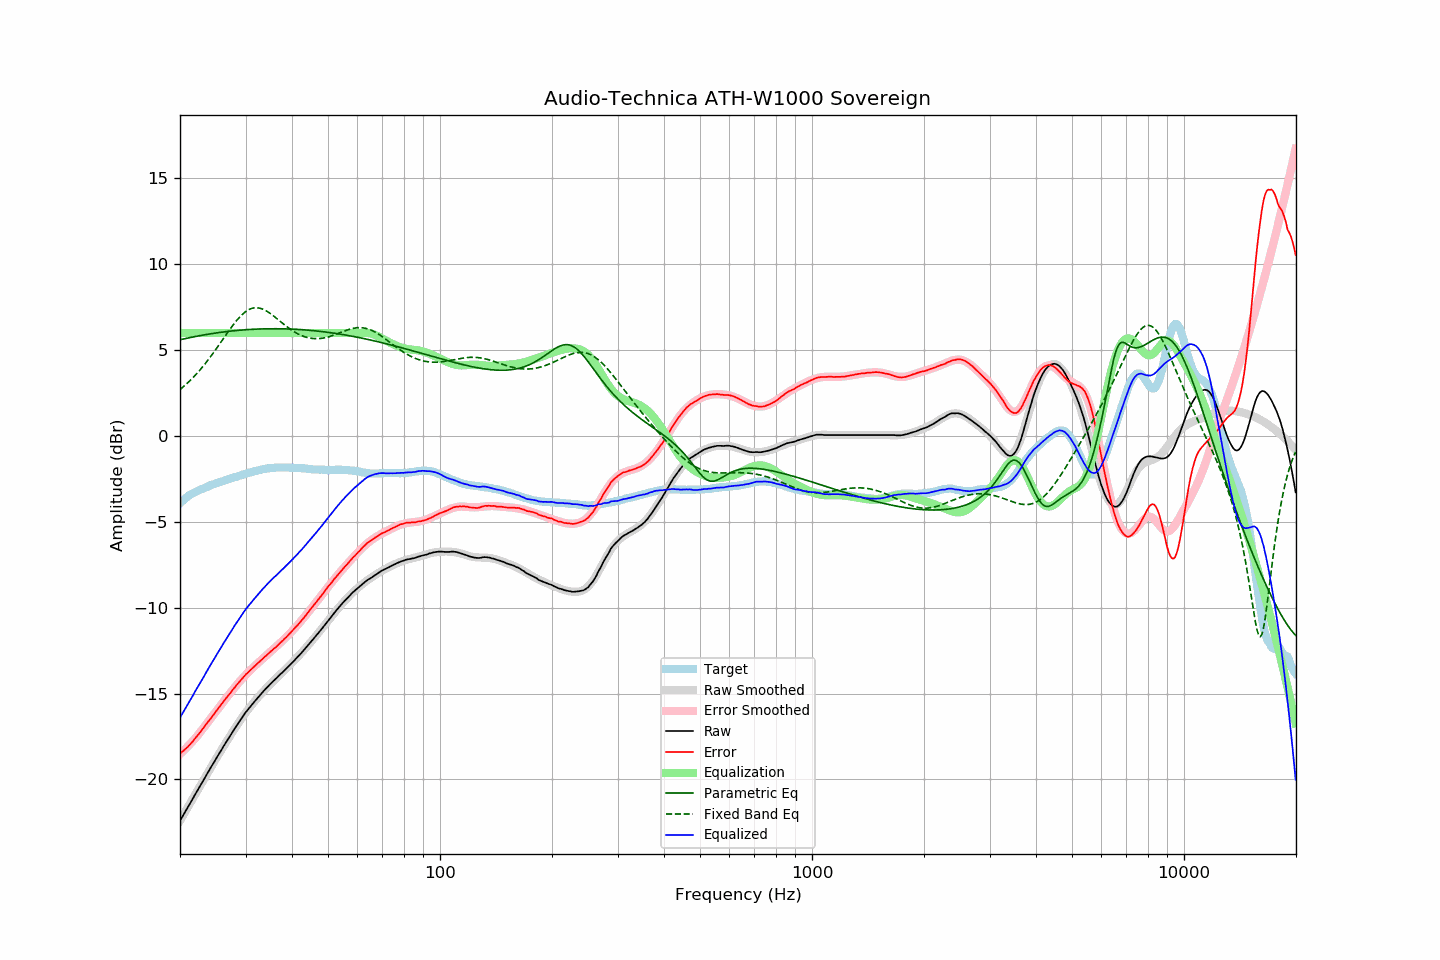 Audio-Technica ATH-W1000 Sovereign
Amplitude (dBr)
15
10
5
0
−5
−10
−15
−20
100
1000
10000
Frequency (Hz)
Target
Raw Smoothed
Error Smoothed
Raw
Error
Equalization
Parametric Eq
Fixed Band Eq
Equalized